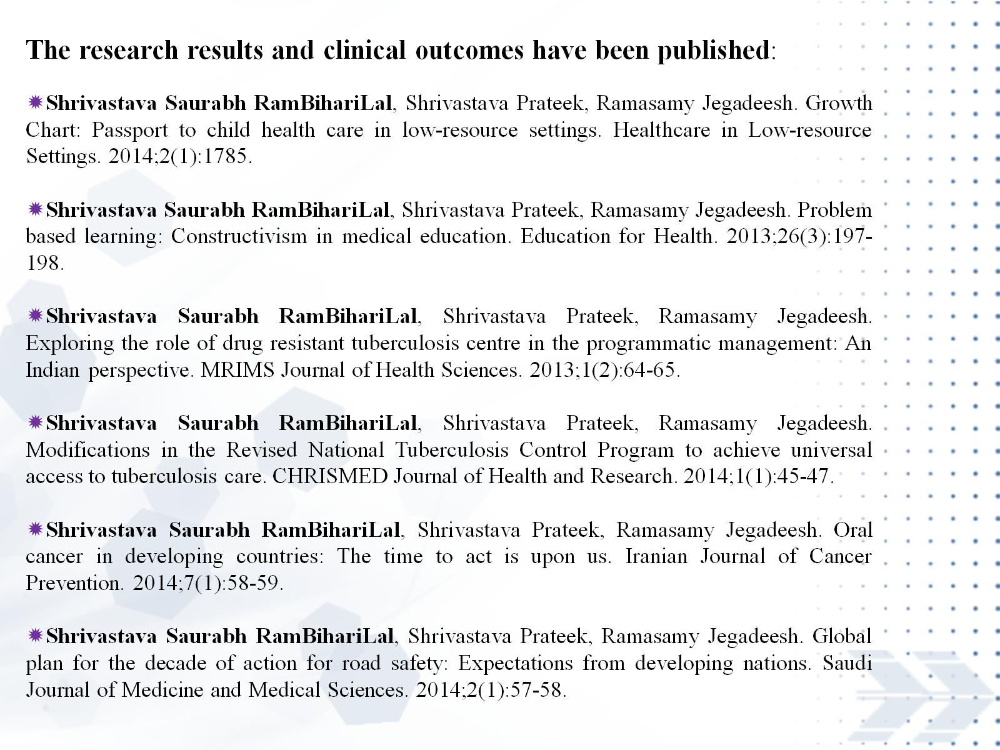 The research results and clinical outcomes have been published:
✹Shrivastava Saurabh RamBihariLal, Shrivastava Prateek, Ramasamy Jegadeesh. Growth
Chart: Passport to child health care in low-resource settings. Healthcare in Low-resource
Settings. 2014;2(1):1785.
✹Shrivastava Saurabh RamBihariLal, Shrivastava Prateek, Ramasamy Jegadeesh. Problem
based learning: Constructivism in medical education. Education for Health. 2013;26(3):197-
198.
✹Shrivastava Saurabh RamBihariLal, Shrivastava Prateek, Ramasamy Jegadeesh.
Exploring the role of drug resistant tuberculosis centre in the programmatic management: An
Indian perspective. MRIMS Journal of Health Sciences. 2013;1(2):64-65.
✹Shrivastava Saurabh RamBihariLal, Shrivastava Prateek, Ramasamy Jegadeesh.
Modifications in the Revised National Tuberculosis Control Program to achieve universal
access to tuberculosis care. CHRISMED Journal of Health and Research. 2014;1(1):45-47.
✹Shrivastava Saurabh RamBihariLal, Shrivastava Prateek, Ramasamy Jegadeesh. Oral
cancer in developing countries: The time to act is upon us. Iranian Journal of Cancer
Prevention. 2014;7(1):58-59.
✹Shrivastava Saurabh RamBihariLal, Shrivastava Prateek, Ramasamy Jegadeesh. Global
plan for the decade of action for road safety: Expectations from developing nations. Saudi
Journal of Medicine and Medical Sciences. 2014;2(1):57-58.